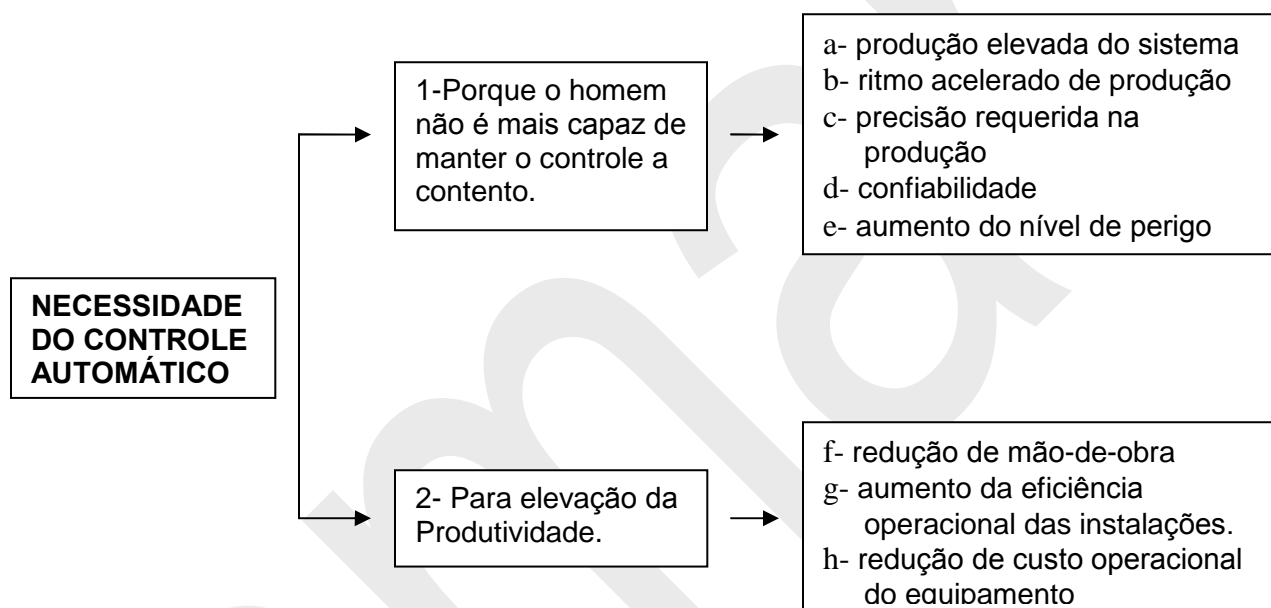 NECESSIDADE
DO CONTROLE
AUTOMÁTICO
1-Porque o homem
não é mais capaz de
manter o controle a
contento.
a- produção elevada do sistema
b- ritmo acelerado de produção
c- precisão requerida na
produção
d- confiabilidade
e- aumento do nível de perigo
2- Para elevação da
Produtividade.
f- redução de mão-de-obra
g- aumento da eficiência
operacional das instalações.
h- redução de custo operacional
do equipamento